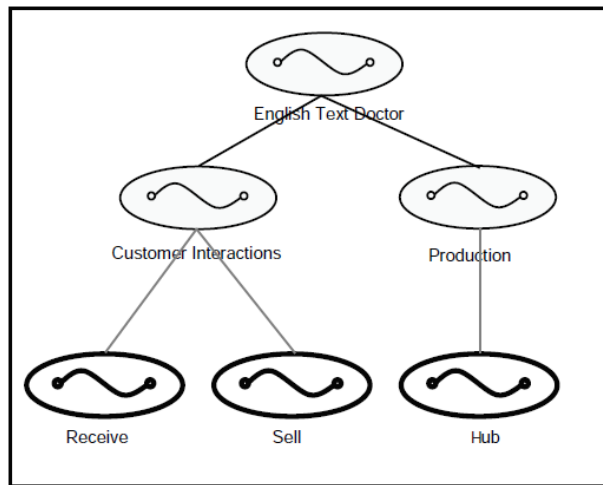 English Text Doctor
Customer Interactions
Production
Receive
Sell
Hub